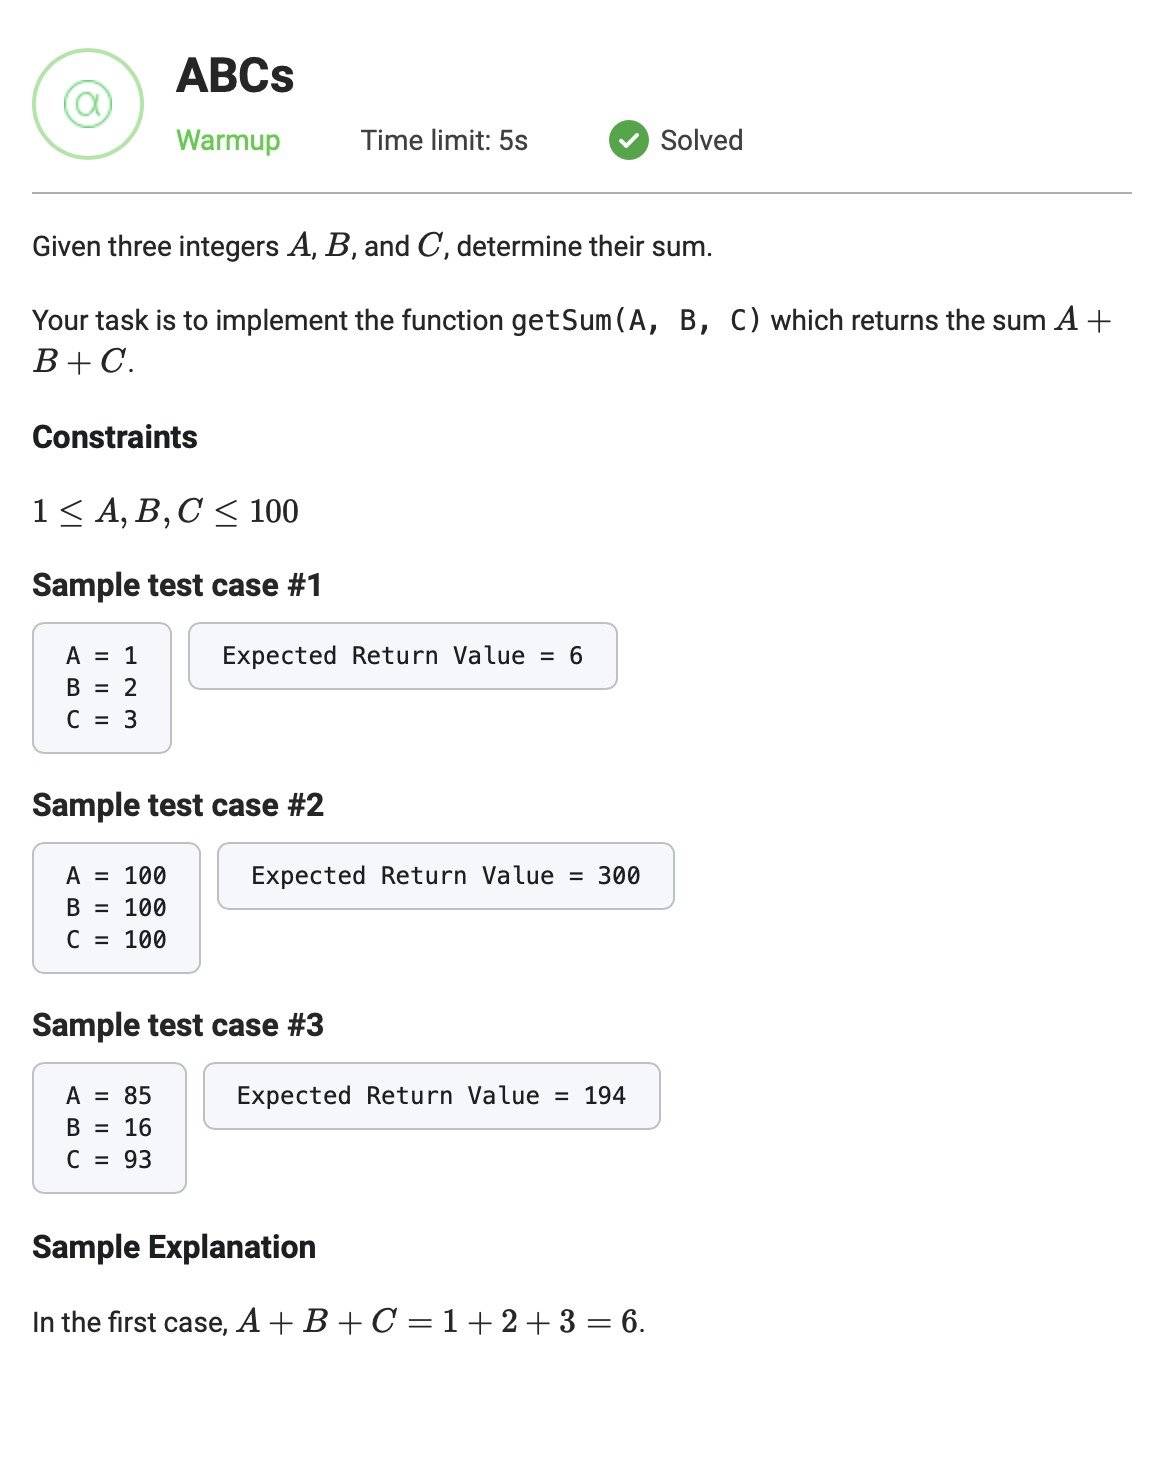 @
ABCs
Warmup Time limit: 5s Solved
Given three integers A, B, and C, determine their sum.
Your task is to implement the function getSum(A, B, C) which returns the sum A +
B + C.
Constraints
1 ≤ A, B, C ≤ 100
Sample test case #1
A = 1
B = 2
C = 3
Expected Return Value = 6
Sample test case #2
A = 100
B = 100
C = 100
Expected Return Value = 300
Sample test case #3
A = 85
B = 16
C = 93
Expected Return Value = 194
Sample Explanation
In the first case, A + B + C = 1 + 2 + 3 = 6.